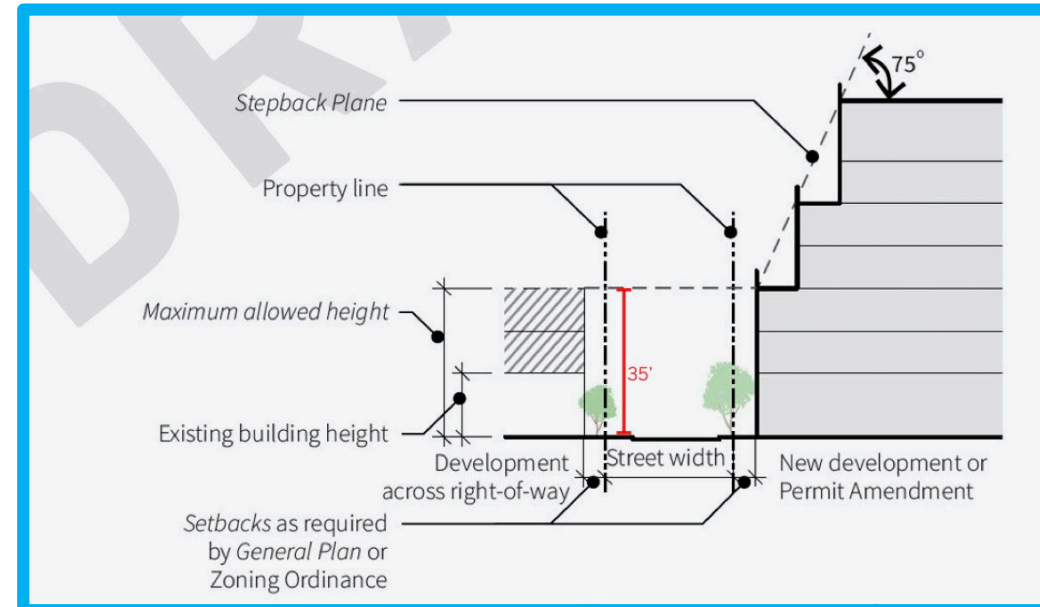 DRA
75°
Stepback Plane
Property line
Maximum allowed height
35'
Existing building height
Development
across right-of-way
Street width
New development or
Permit Amendment
Setbacks as required
by General Plan or
Zoning Ordinance